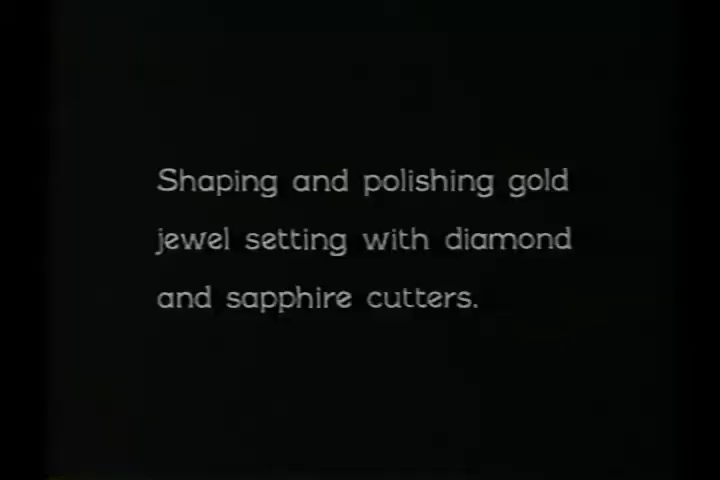 Shaping and polishing gold
jewel setting with diamond
and sapphire cutters.